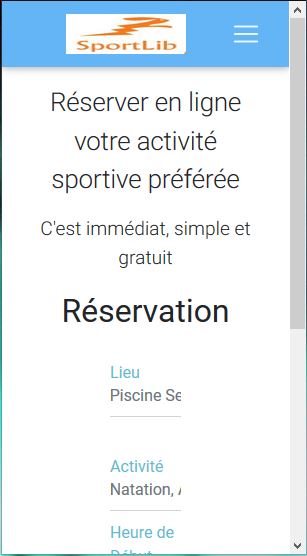 SportLib
Réserver en ligne
votre activité
sportive préférée
C'est immédiat, simple et
gratuit
Réservation
Lieu
Piscine Se
Activité
Natation,
Heure de
Début